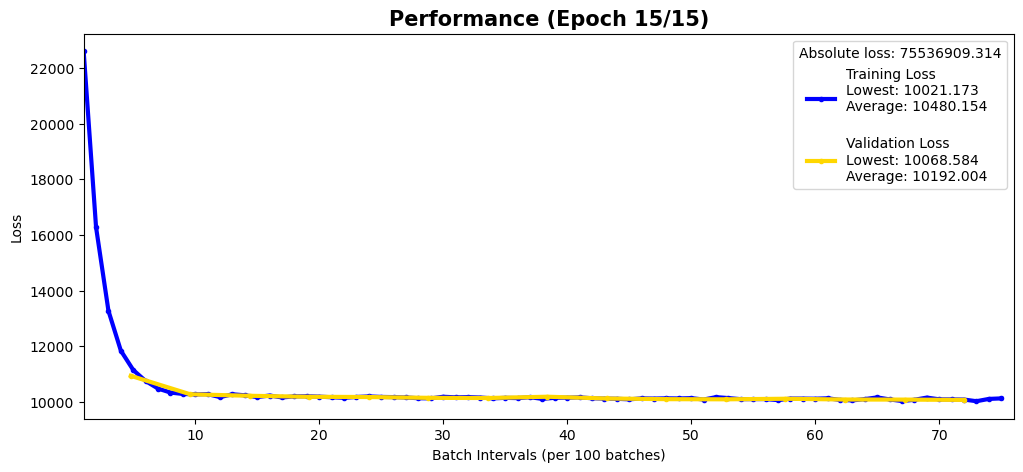 Performance (Epoch 15/15)
Absolute loss: 75536909.314
Training Loss
Lowest: 10021.173
Average: 10480.154
Validation Loss
Lowest: 10068.584
Average: 10192.004
Loss
22000
20000
18000
16000
14000
12000
10000
10 20 30 40 50 60 70
Batch Intervals (per 100 batches)